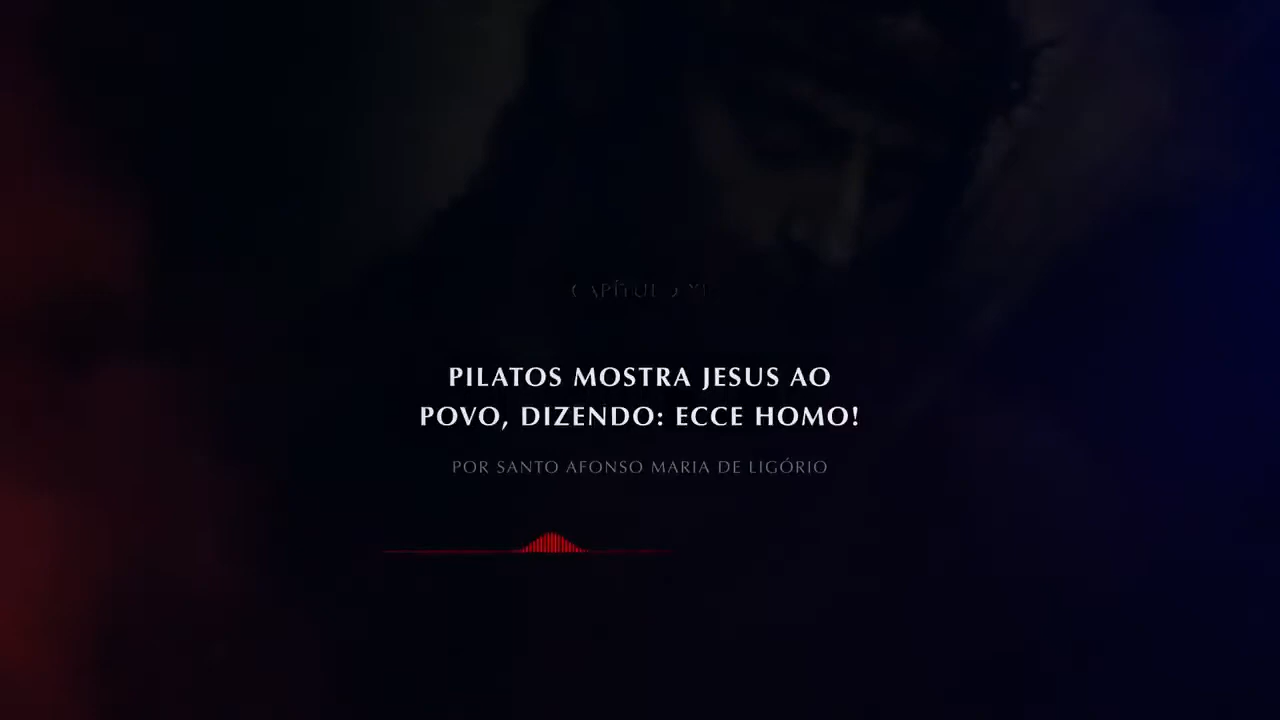 PILATOS MOSTRA JESUS AO
POVO, DIZENDO: ECCE HOMO!
POR SANTO AFONSO MARIA DE LIGÓRIO